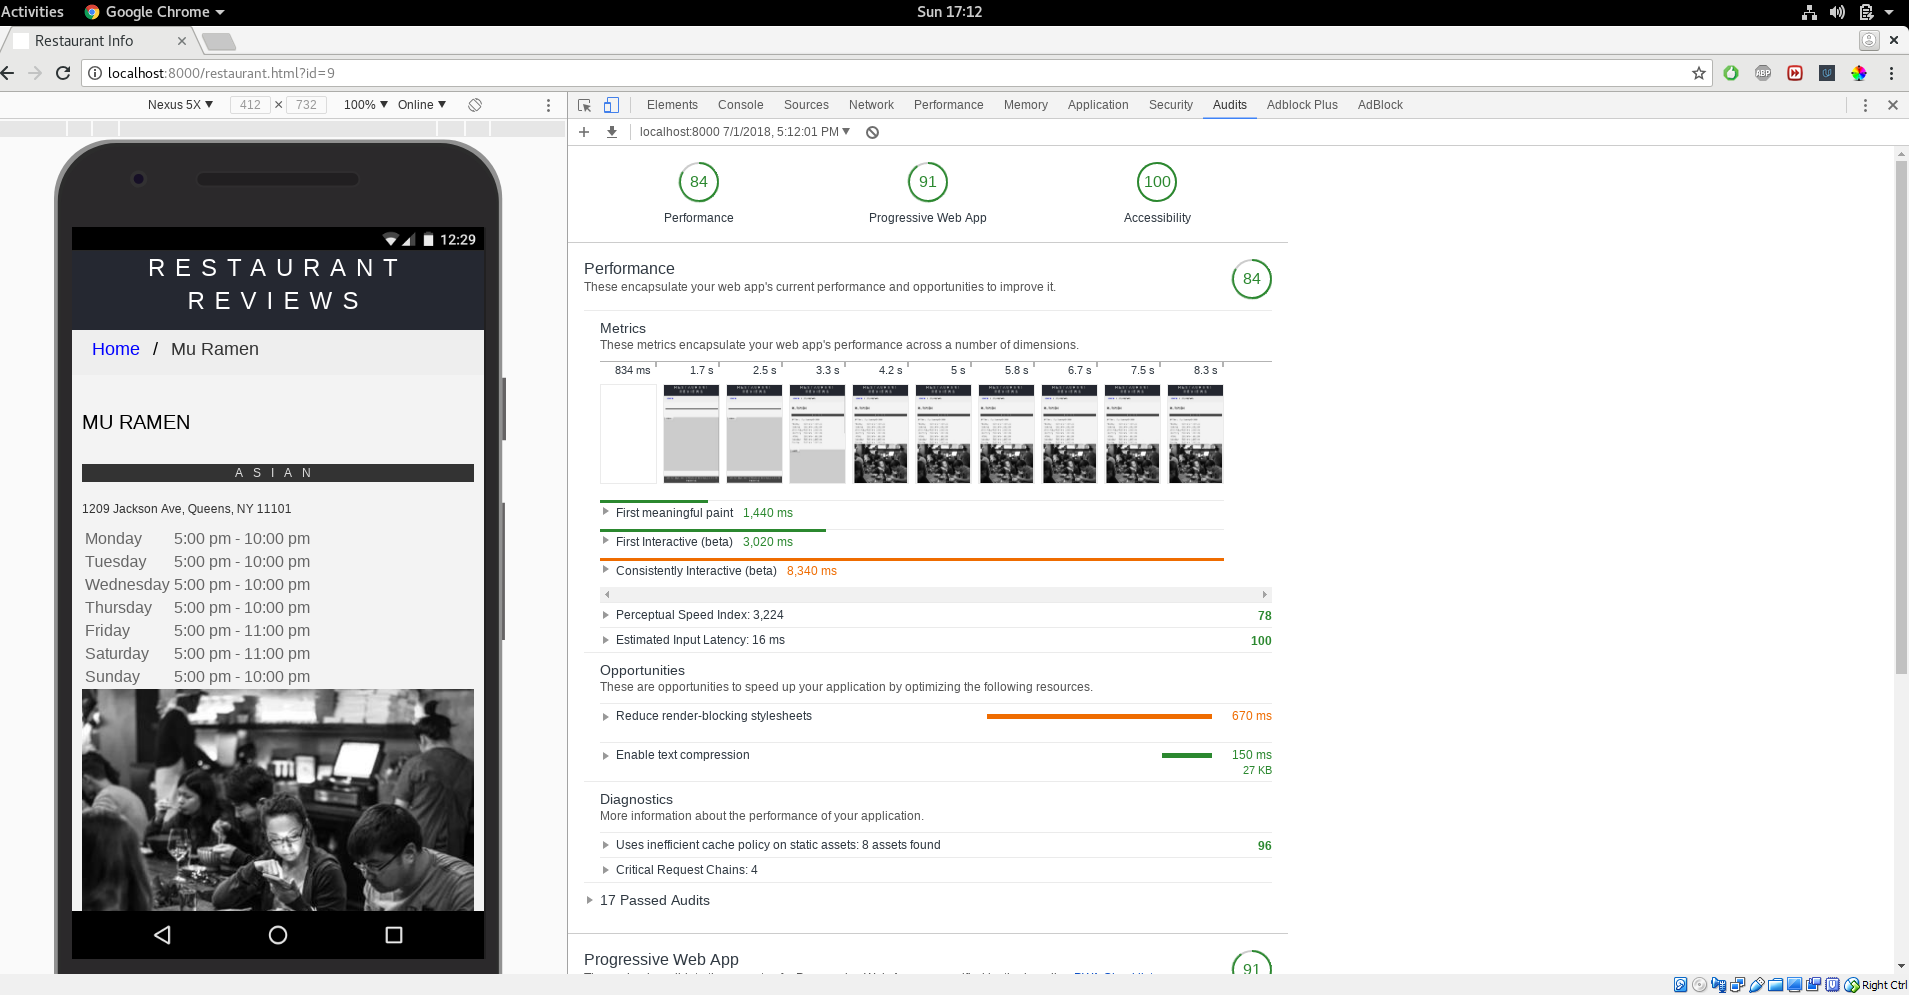 Activities
Google Chrome
Sun 17:12
Restaurant Info
localhost:8000/restaurant.html?id=9
ABP
Nexus 5X
412 × 732
100%
Online
Elements
Console
Sources
Network
Performance
Memory
Application
Security
Audits
Adblock Plus
AdBlock
localhost:8000 7/1/2018, 5:12:01 PM
12:29
RESTAURANT
REVIEWS
Home / Mu Ramen
MU RAMEN
ASIAN
1209 Jackson Ave, Queens, NY 11101
Monday 5:00 pm - 10:00 pm
Tuesday 5:00 pm - 10:00 pm
Wednesday 5:00 pm - 10:00 pm
Thursday 5:00 pm - 10:00 pm
Friday 5:00 pm - 11:00 pm
Saturday 5:00 pm - 11:00 pm
Sunday 5:00 pm - 10:00 pm
84
Performance
91
Progressive Web App
100
Accessibility
Performance
These encapsulate your web app's current performance and opportunities to improve it.
84
Metrics
These metrics encapsulate your web app's performance across a number of dimensions.
834 ms 1.7 s 2.5 s 3.3 s 4.2 s 5 s 5.8 s 6.7 s 7.5 s 8.3 s
First meaningful paint 1,440 ms
First Interactive (beta) 3,020 ms
Consistently Interactive (beta) 8,340 ms
Perceptual Speed Index: 3,224 78
Estimated Input Latency: 16 ms 100
Opportunities
These are opportunities to speed up your application by optimizing the following resources.
Reduce render-blocking stylesheets 670 ms
Enable text compression 150 ms
27 KB
Diagnostics
More information about the performance of your application.
Uses inefficient cache policy on static assets: 8 assets found 96
Critical Request Chains: 4
17 Passed Audits
Progressive Web App
91
Right Ctrl